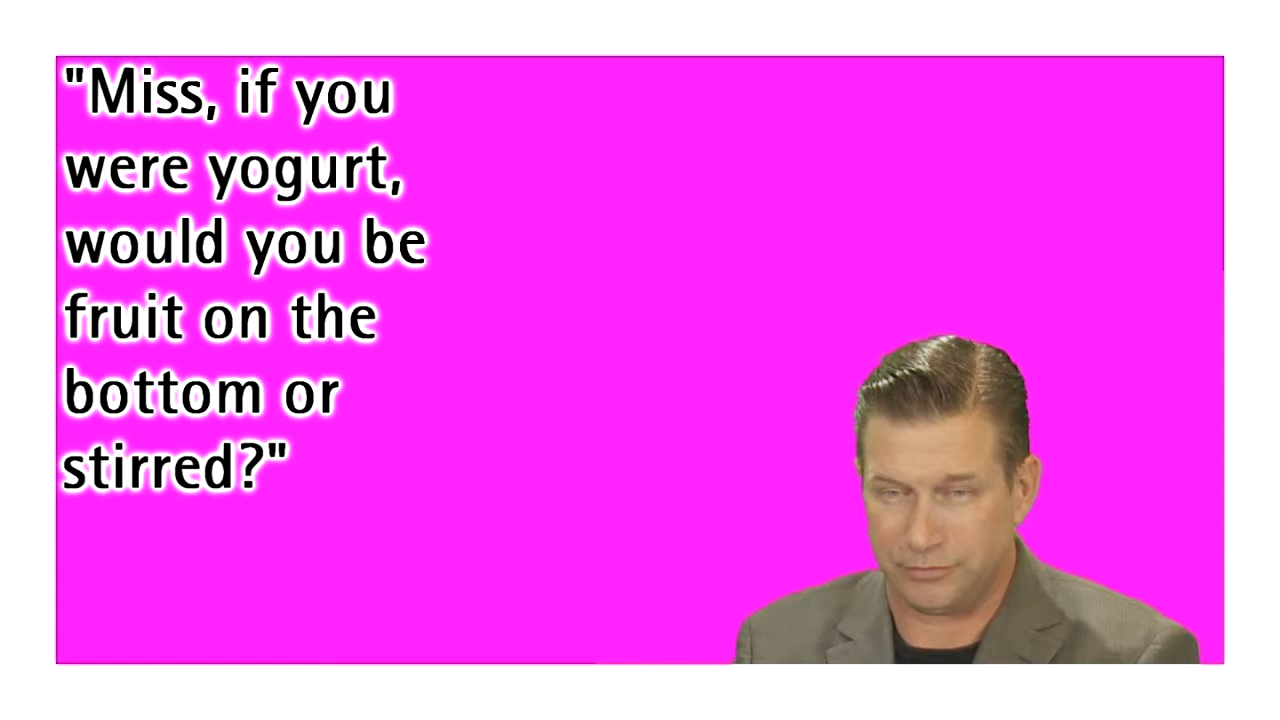 "Miss, if you
were yogurt,
would you be
fruit on the
bottom or
stirred?"